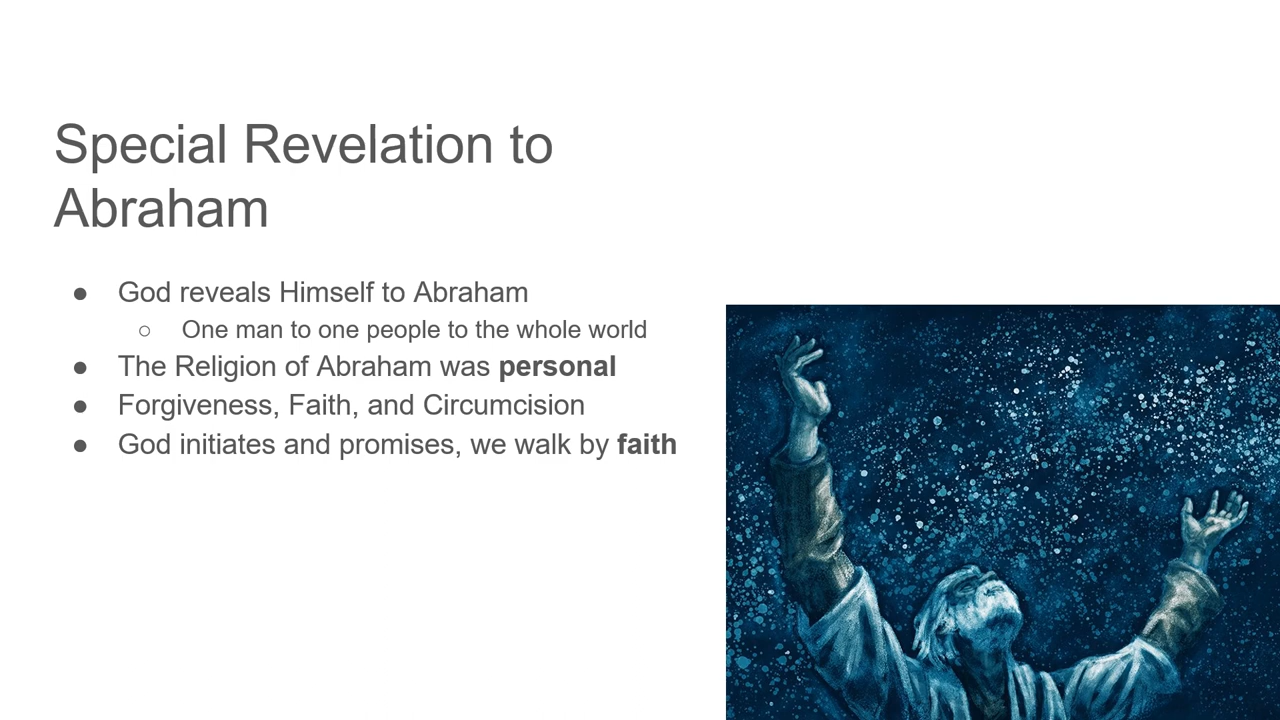 Special Revelation to
Abraham
● God reveals Himself to Abraham
○ One man to one people to the whole world
● The Religion of Abraham was personal
● Forgiveness, Faith, and Circumcision
● God initiates and promises, we walk by faith